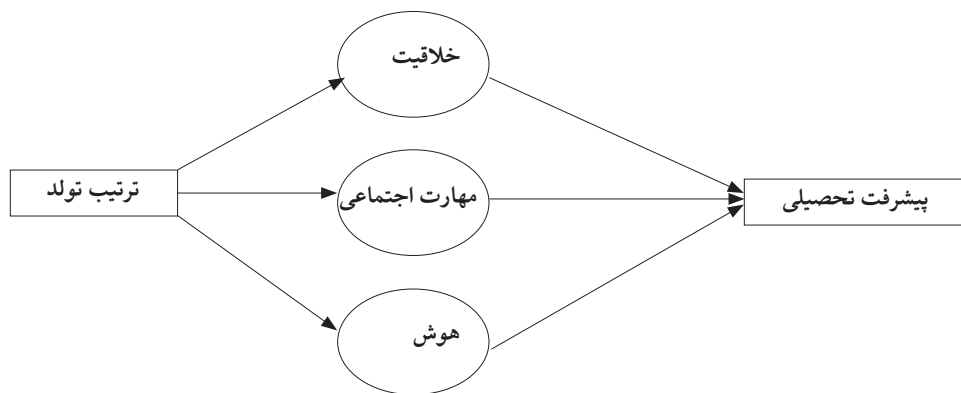 خلاقیت
ترتیب تولد
مهارت اجتماعی
پیشرفت تحصیلی
هوش